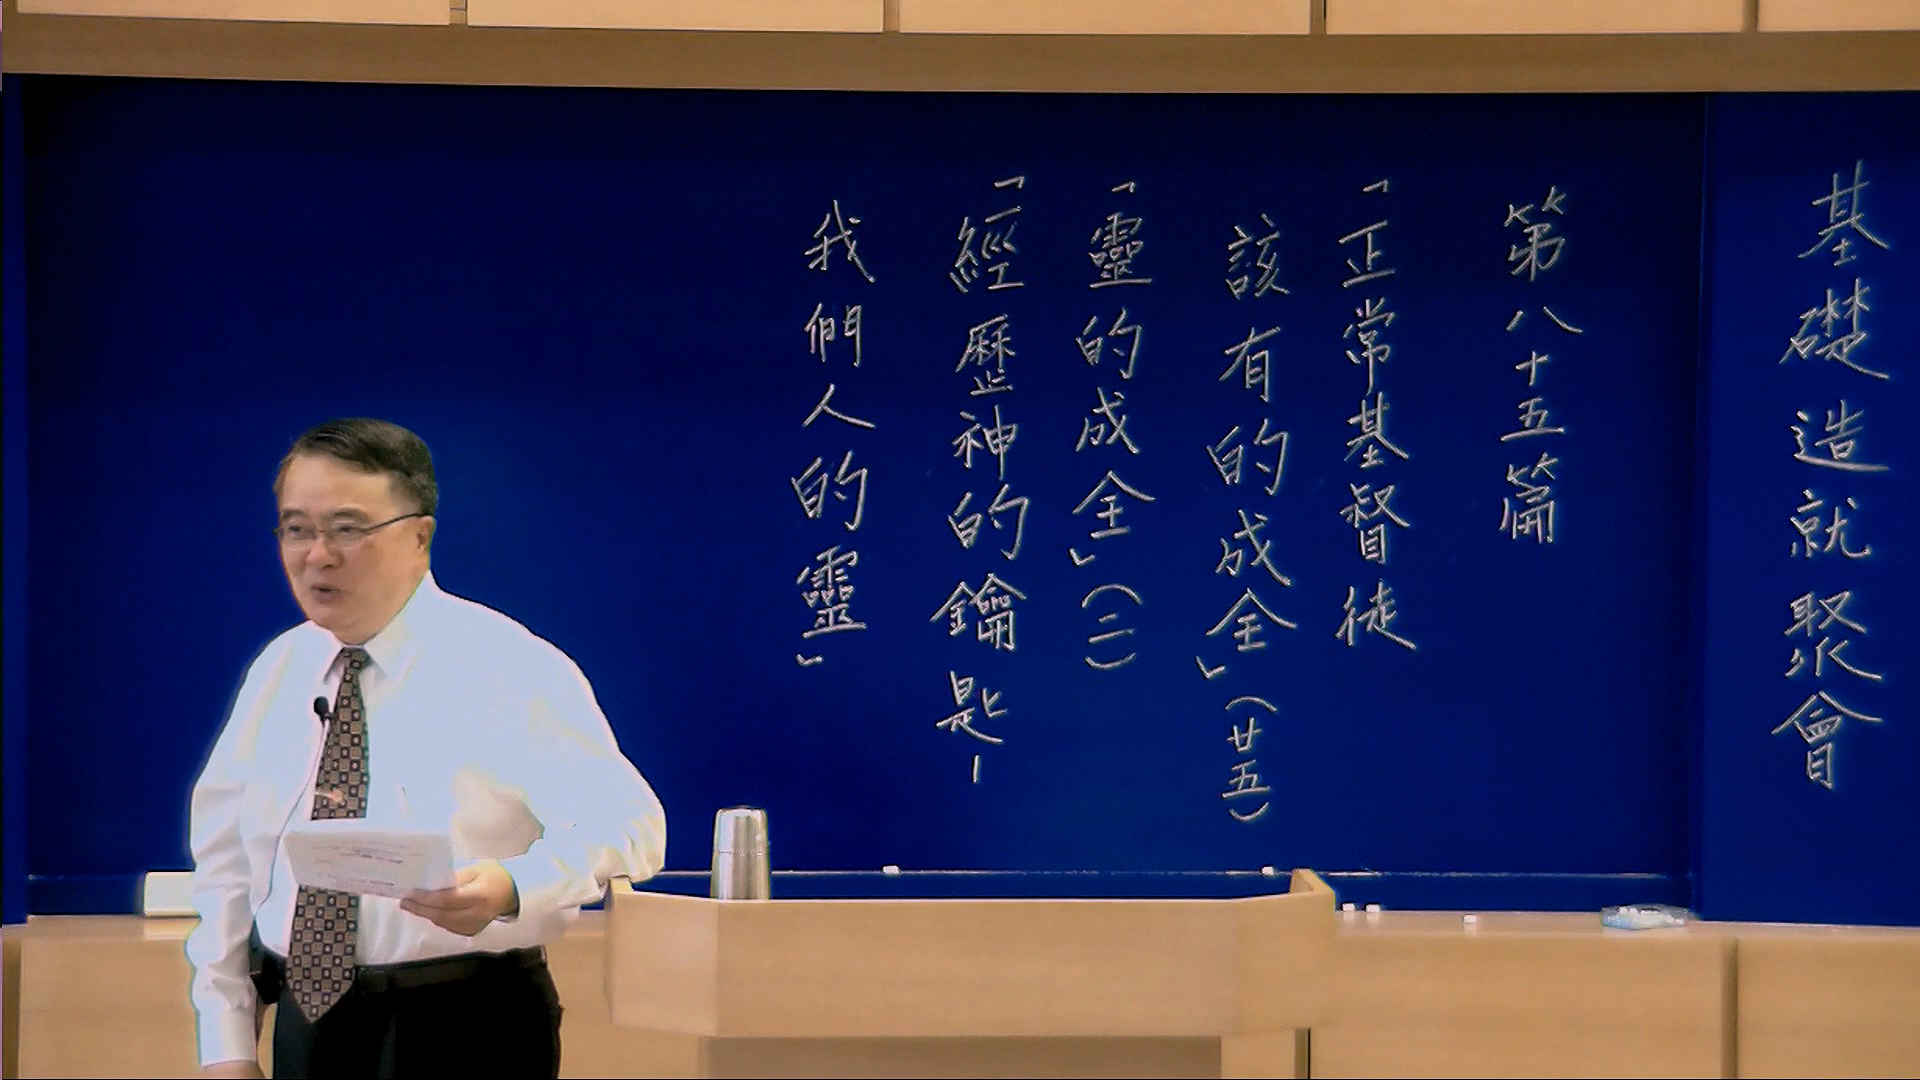 基礎造就聚會
第八十五篇
「正常基督徒
該有的成全」(廿五)
「靈的成全」(二)
「經歷神的鑰匙—
我們人的靈」